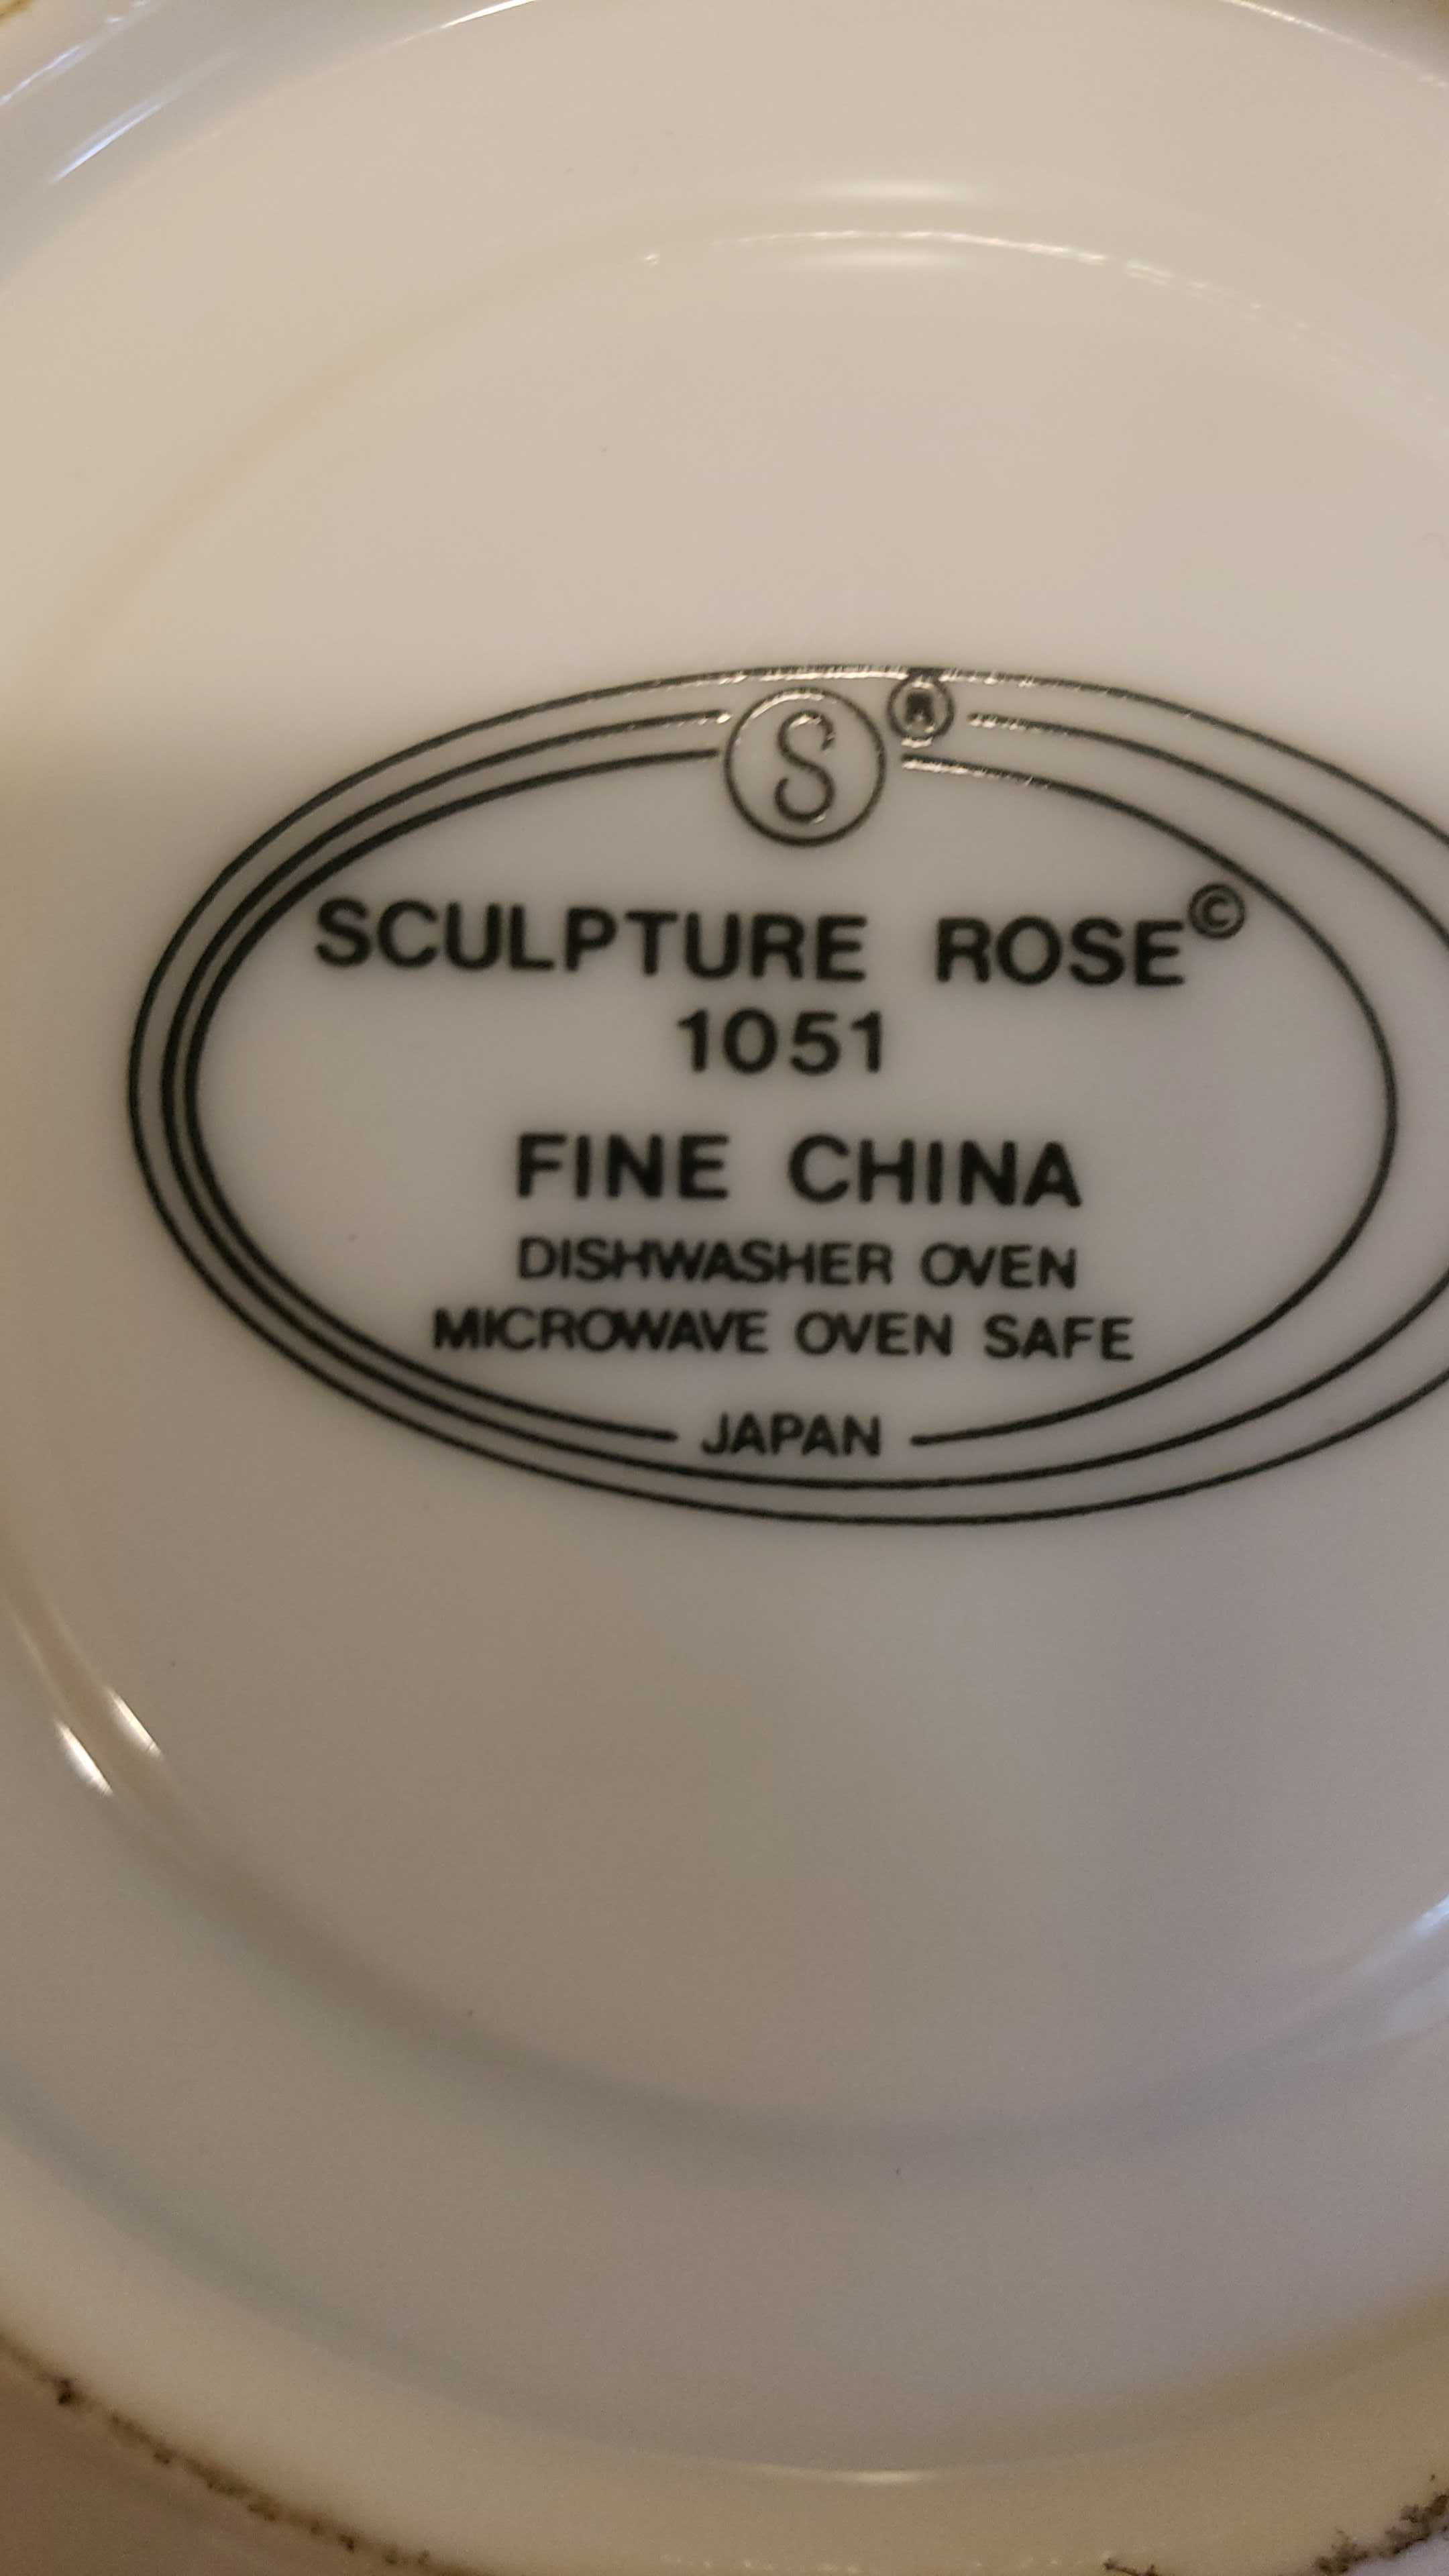 S ®
SCULPTURE ROSE©
1051
FINE CHINA
DISHWASHER OVEN
MICROWAVE OVEN SAFE
JAPAN